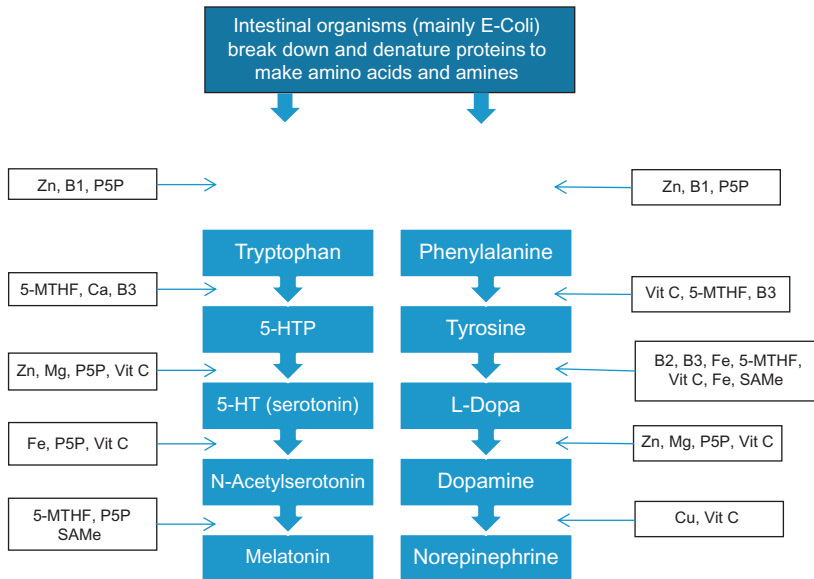 Intestinal organisms (mainly E-Coli)
break down and denature proteins to
make amino acids and amines
Zn, B1, P5P
Zn, B1, P5P
Tryptophan
Phenylalanine
5-MTHF, Ca, B3
Vit C, 5-MTHF, B3
5-HTP
Tyrosine
Zn, Mg, P5P, Vit C
B2, B3, Fe, 5-MTHF,
Vit C, Fe, SAMe
5-HT (serotonin)
L-Dopa
Fe, P5P, Vit C
Zn, Mg, P5P, Vit C
N-Acetylserotonin
Dopamine
5-MTHF, P5P
SAMe
Cu, Vit C
Melatonin
Norepinephrine